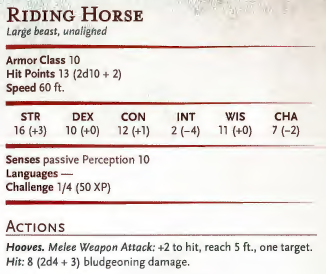 RIDING HORSE
Large beast, unaligned
Armor Class 10
Hit Points 13 (2d10 + 2)
Speed 60 ft.
STR DEX CON INT WIS CHA
16 (+3) 10 (+0) 12 (+1) 2 (−4) 11 (+0) 7 (−2)
Senses passive Perception 10
Languages —
Challenge 1/4 (50 XP)
ACTIONS
Hooves. Melee Weapon Attack: +2 to hit, reach 5 ft., one target.
Hit: 8 (2d4 + 3) bludgeoning damage.